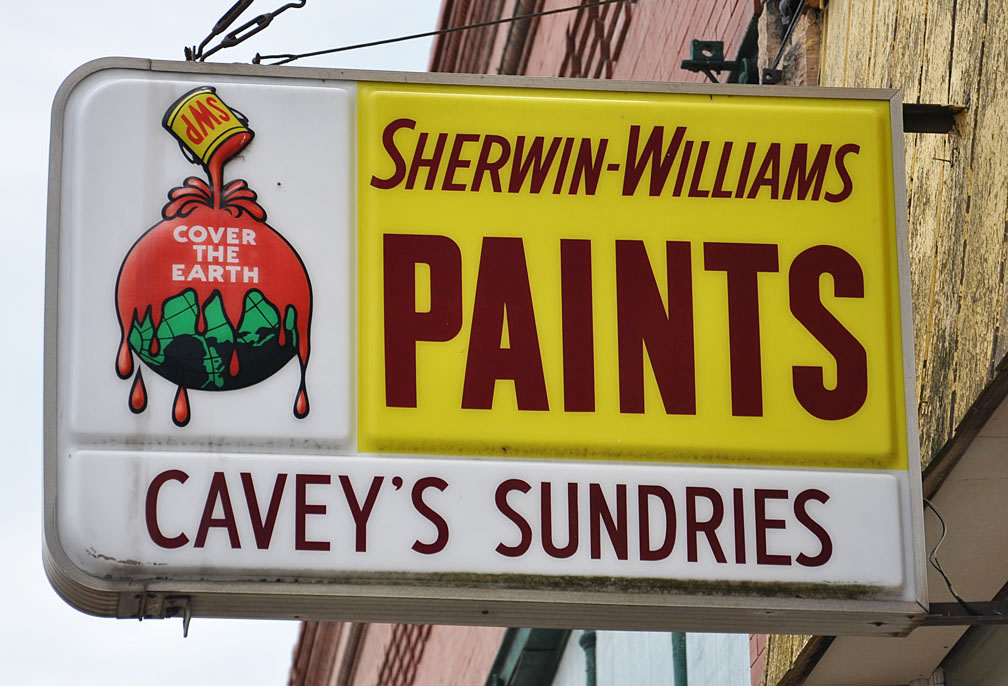 SWP
COVER
THE
EARTH
SHERWIN-WILLIAMS
PAINTS
CAVEY'S SUNDRIES